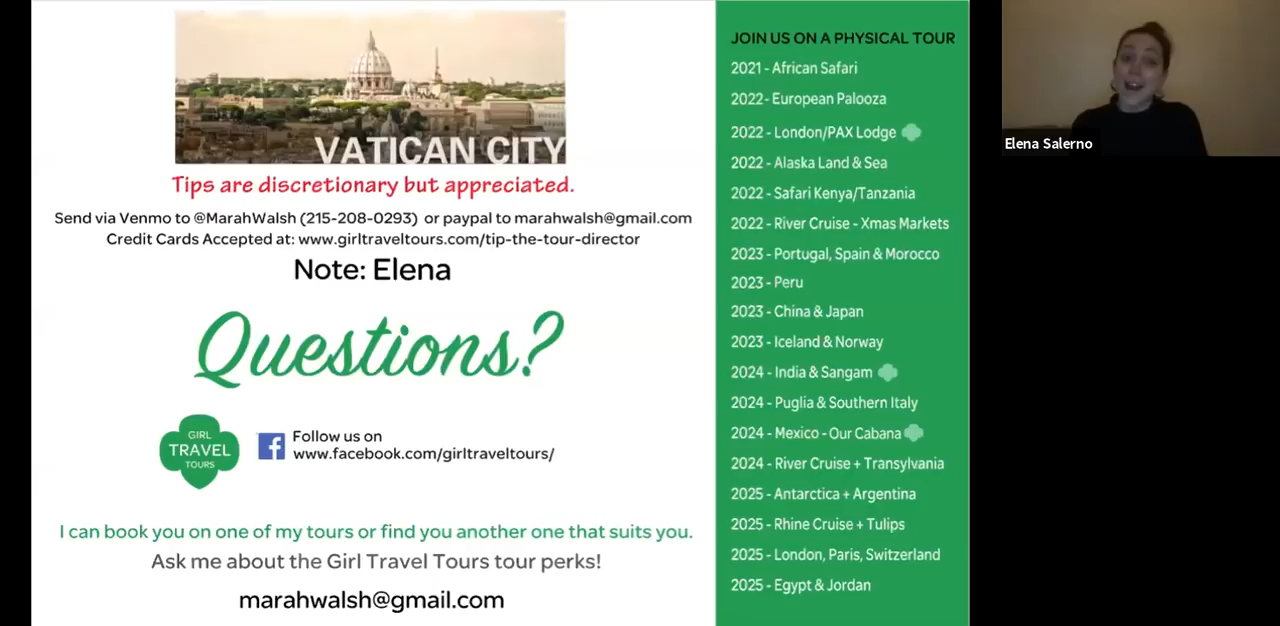 VATICAN CITY
Tips are discretionary but appreciated.
Send via Venmo to @MarahWalsh (215-208-0293) or paypal to marahwalsh@gmail.com
Credit Cards Accepted at: www.girltraveltours.com/tip-the-tour-director
Note: Elena
Questions?
GIRL
TRAVEL
TOURS
Follow us on
www.facebook.com/girltraveltours/
I can book you on one of my tours or find you another one that suits you.
Ask me about the Girl Travel Tours tour perks!
marahwalsh@gmail.com
JOIN US ON A PHYSICAL TOUR
2021 - African Safari
2022- European Palooza
2022 - London/PAX Lodge
2022 - Alaska Land & Sea
2022 - Safari Kenya/Tanzania
2022 - River Cruise - Xmas Markets
2023 - Portugal, Spain & Morocco
2023 - Peru
2023 - China & Japan
2023 - Iceland & Norway
2024 - India & Sangam
2024 - Puglia & Southern Italy
2024 - Mexico - Our Cabana
2024 - River Cruise + Transylvania
2025 - Antarctica + Argentina
2025 - Rhine Cruise + Tulips
2025 - London, Paris, Switzerland
2025 - Egypt & Jordan
Elena Salerno